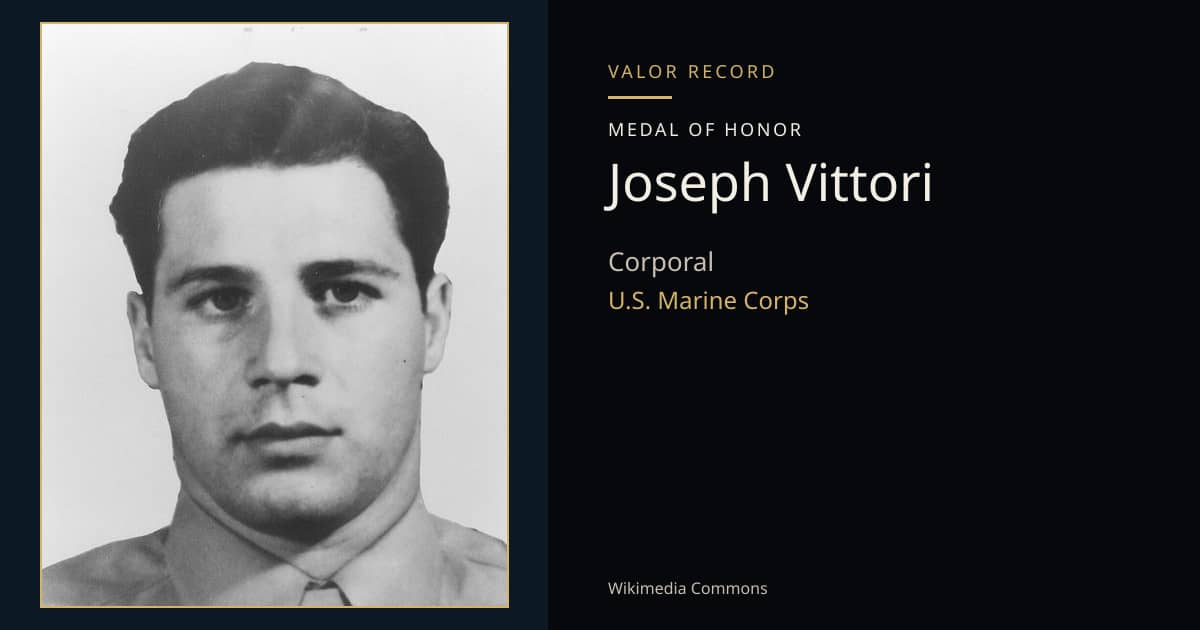 VALOR RECORD
MEDAL OF HONOR
Joseph Vittori
Corporal
U.S. Marine Corps
Wikimedia Commons